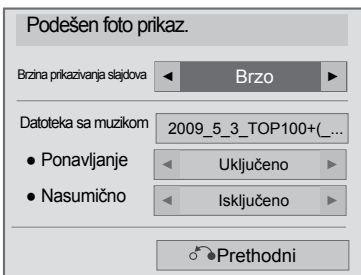 Podešen foto prikaz.
Brzina prikazivanja slajdova ◄ Brzo ►
Datoteka sa muzikom 2009_5_3_TOP100+(_...
● Ponavljanje ◄ Uključeno ►
● Nasumično ◄ Isključeno ►
Prethodni